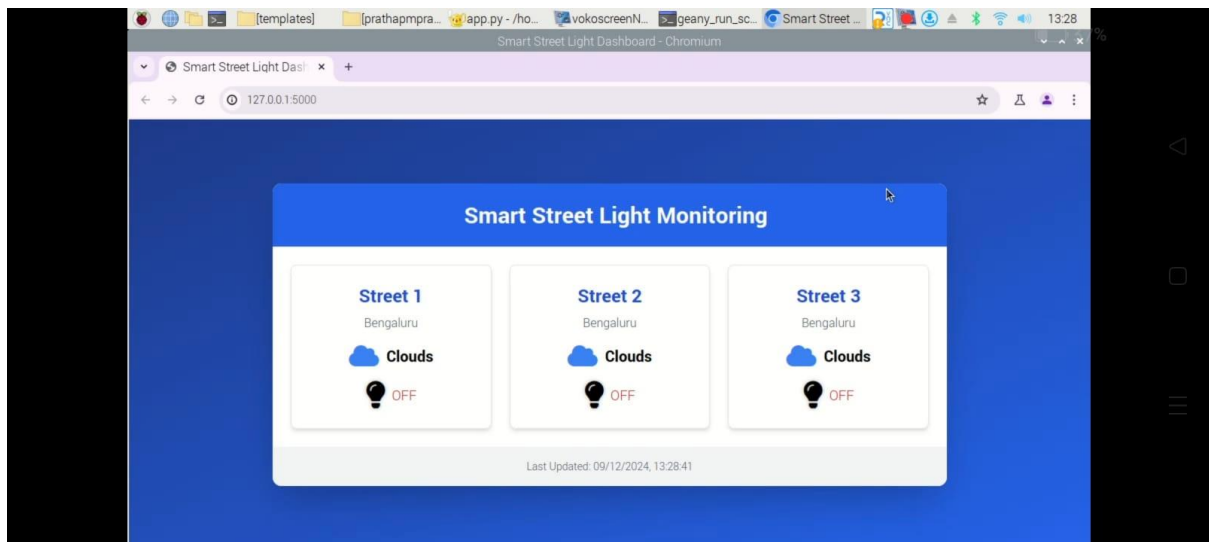 [templates] [prathapmpra... app.py - /ho... vokoscreenN... geany_run_sc... Smart Street ... 13:28
Smart Street Light Dashboard - Chromium
Smart Street Light Dash
127.0.0.1:5000
Smart Street Light Monitoring
Street 1 Street 2 Street 3
Bengaluru Bengaluru Bengaluru
Clouds Clouds Clouds
OFF OFF OFF
Last Updated: 09/12/2024, 13:28:41